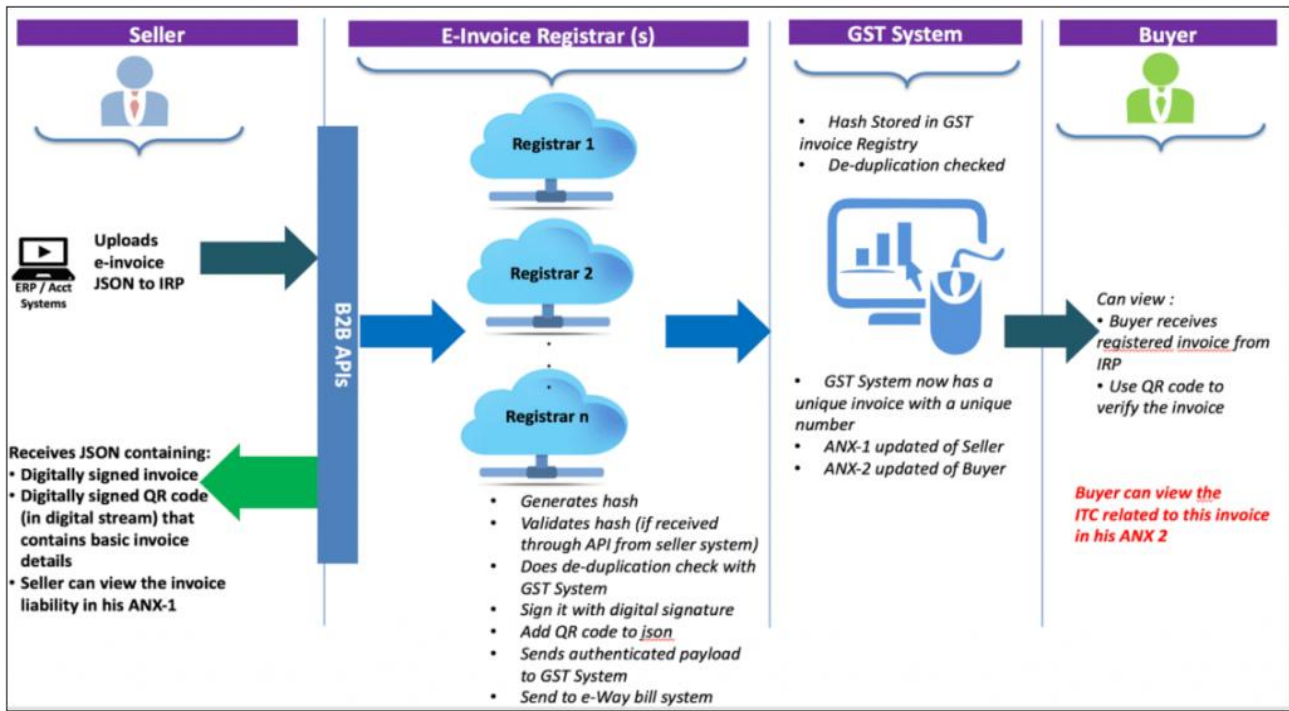 Seller
E-Invoice Registrar (s)
GST System
Buyer
ERP / Acct
Systems
Uploads
e-invoice
JSON to IRP
Receives JSON containing:
• Digitally signed invoice
• Digitally signed QR code
(in digital stream) that
contains basic invoice
details
• Seller can view the invoice
liability in his ANX-1
B2B APIs
Registrar 1
Registrar 2
.
.
.
Registrar n
• Generates hash
• Validates hash (if received
through API from seller system)
• Does de-duplication check with
GST System
• Sign it with digital signature
• Add QR code to json
• Sends authenticated payload
to GST System
• Send to e-Way bill system
• Hash Stored in GST
invoice Registry
• De-duplication checked
• GST System now has a
unique invoice with a unique
number
• ANX-1 updated of Seller
• ANX-2 updated of Buyer
Can view :
• Buyer receives
registered invoice from
IRP
• Use QR code to
verify the invoice
Buyer can view the
ITC related to this invoice
in his ANX 2